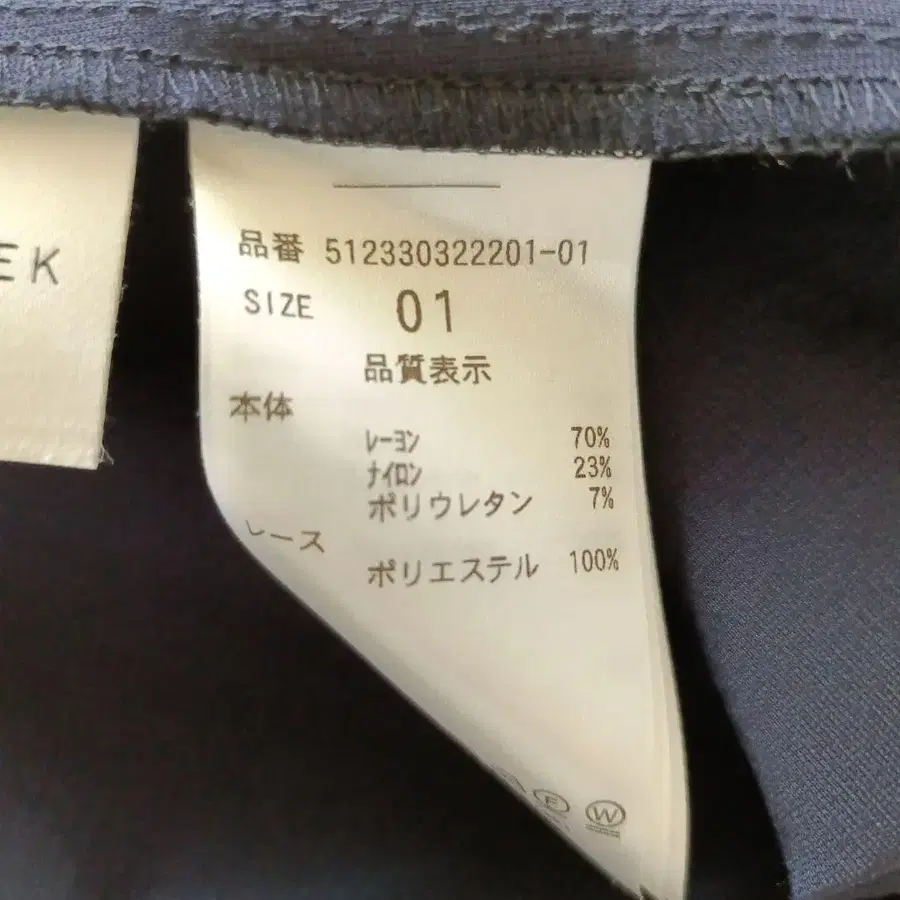 EK
品番 512330322201-01
SIZE 01
品質表示
本体
レーヨン 70%
ナイロン 23%
ポリウレタン 7%
レース
ポリエステル 100%
F W